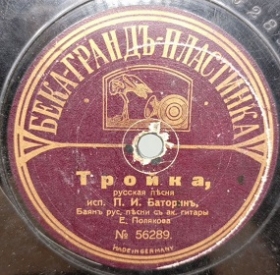 БЕКА-ГРАНДЪ-ПЛАСТИНКА
Тройка,
русская пѣсня
исп. П. И. Баторинъ,
Баянъ рус. пѣсни съ ак. гитары
Е. Полякова
№ 56289.
MADE IN GERMANY